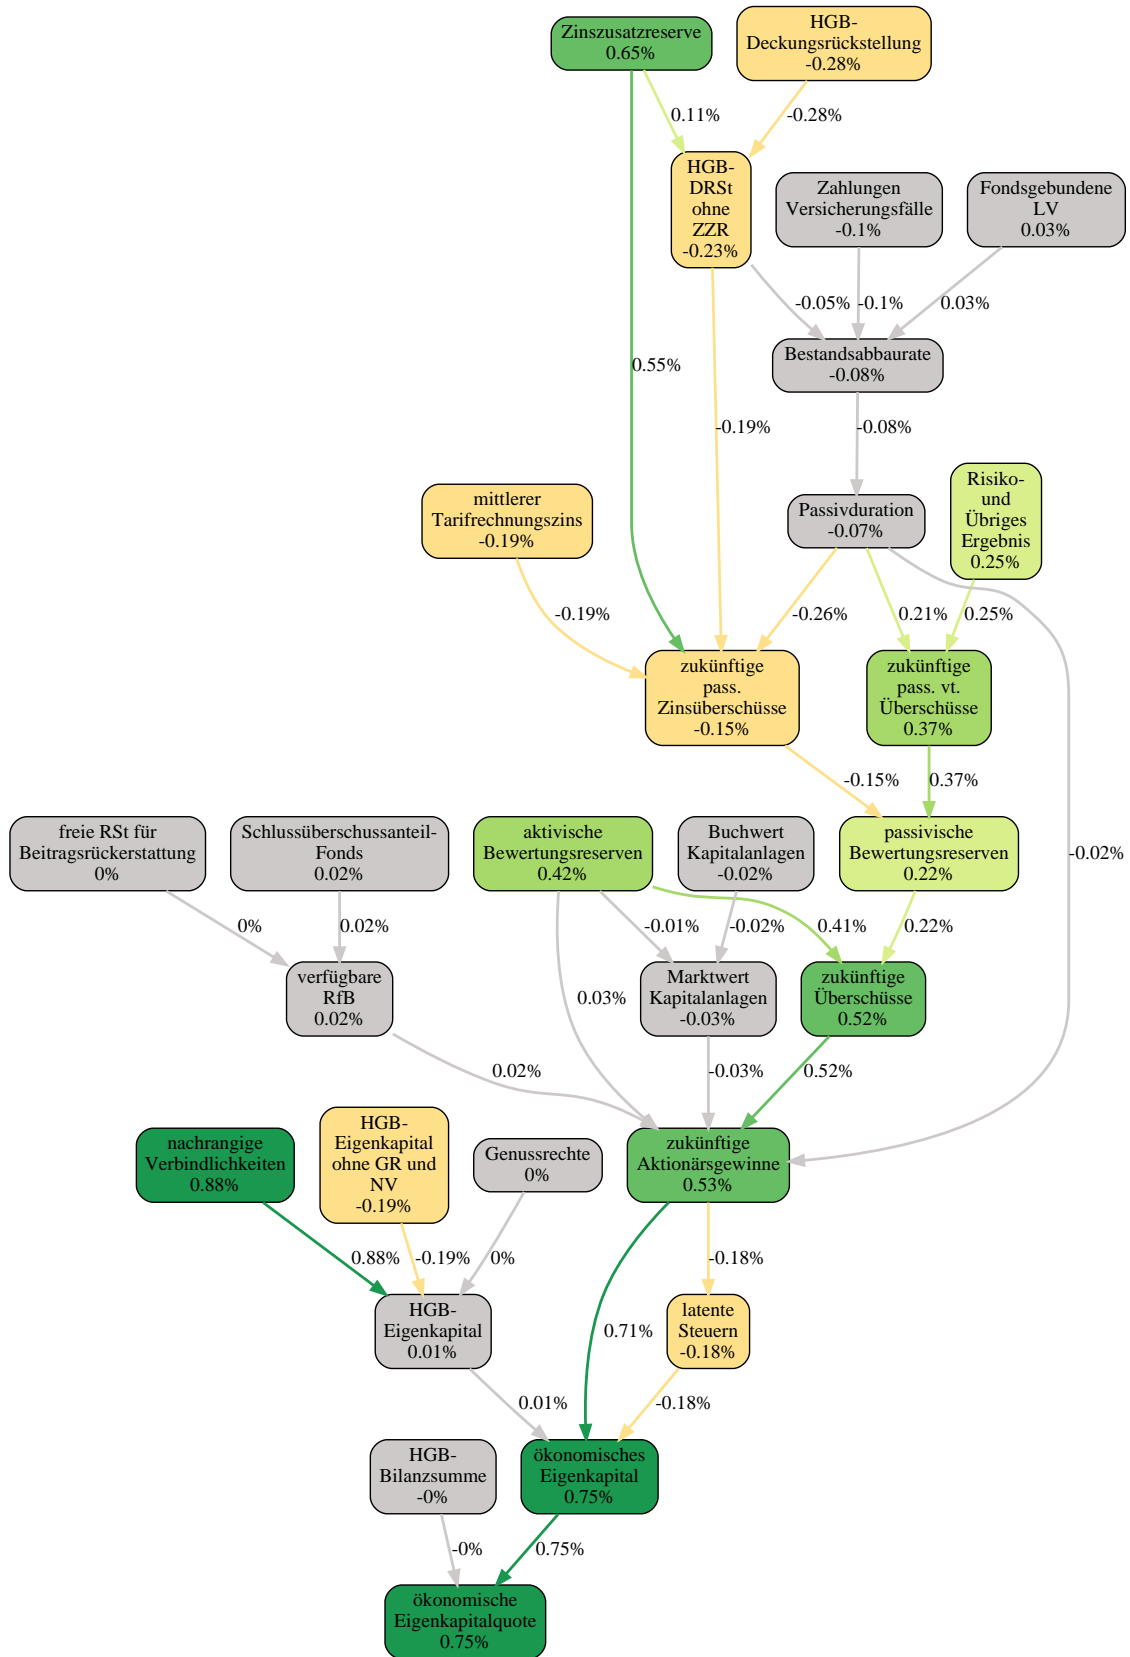 Zinszusatzreserve
0.65%
HGB-
Deckungsrückstellung
-0.28%
0.11%
-0.28%
HGB-
DRSt
ohne
ZZR
-0.23%
Zahlungen
Versicherungsfälle
-0.1%
Fondsgebundene
LV
0.03%
-0.05%
-0.1%
0.03%
Bestandsabbaurate
-0.08%
0.55%
-0.19%
-0.08%
mittlerer
Tarifrechnungszins
-0.19%
Passivduration
-0.07%
Risiko-
und
Übriges
Ergebnis
0.25%
-0.19%
-0.26%
0.21%
0.25%
zukünftige
pass.
Zinsüberschüsse
-0.15%
zukünftige
pass. vt.
Überschüsse
0.37%
-0.15%
0.37%
freie RSt für
Beitragsrückerstattung
0%
Schlussüberschussanteil-
Fonds
0.02%
aktivische
Bewertungsreserven
0.42%
Buchwert
Kapitalanlagen
-0.02%
passivische
Bewertungsreserven
0.22%
-0.02%
0%
0.02%
-0.01%
-0.02%
0.41%
0.22%
verfügbare
RfB
0.02%
0.03%
Marktwert
Kapitalanlagen
-0.03%
zukünftige
Überschüsse
0.52%
0.02%
-0.03%
0.52%
nachrangige
Verbindlichkeiten
0.88%
HGB-
Eigenkapital
ohne GR und
NV
-0.19%
Genussrechte
0%
zukünftige
Aktionärsgewinne
0.53%
0.88%
-0.19%
0%
-0.18%
HGB-
Eigenkapital
0.01%
0.71%
latente
Steuern
-0.18%
0.01%
-0.18%
HGB-
Bilanzsumme
-0%
ökonomisches
Eigenkapital
0.75%
-0%
0.75%
ökonomische
Eigenkapitalquote
0.75%